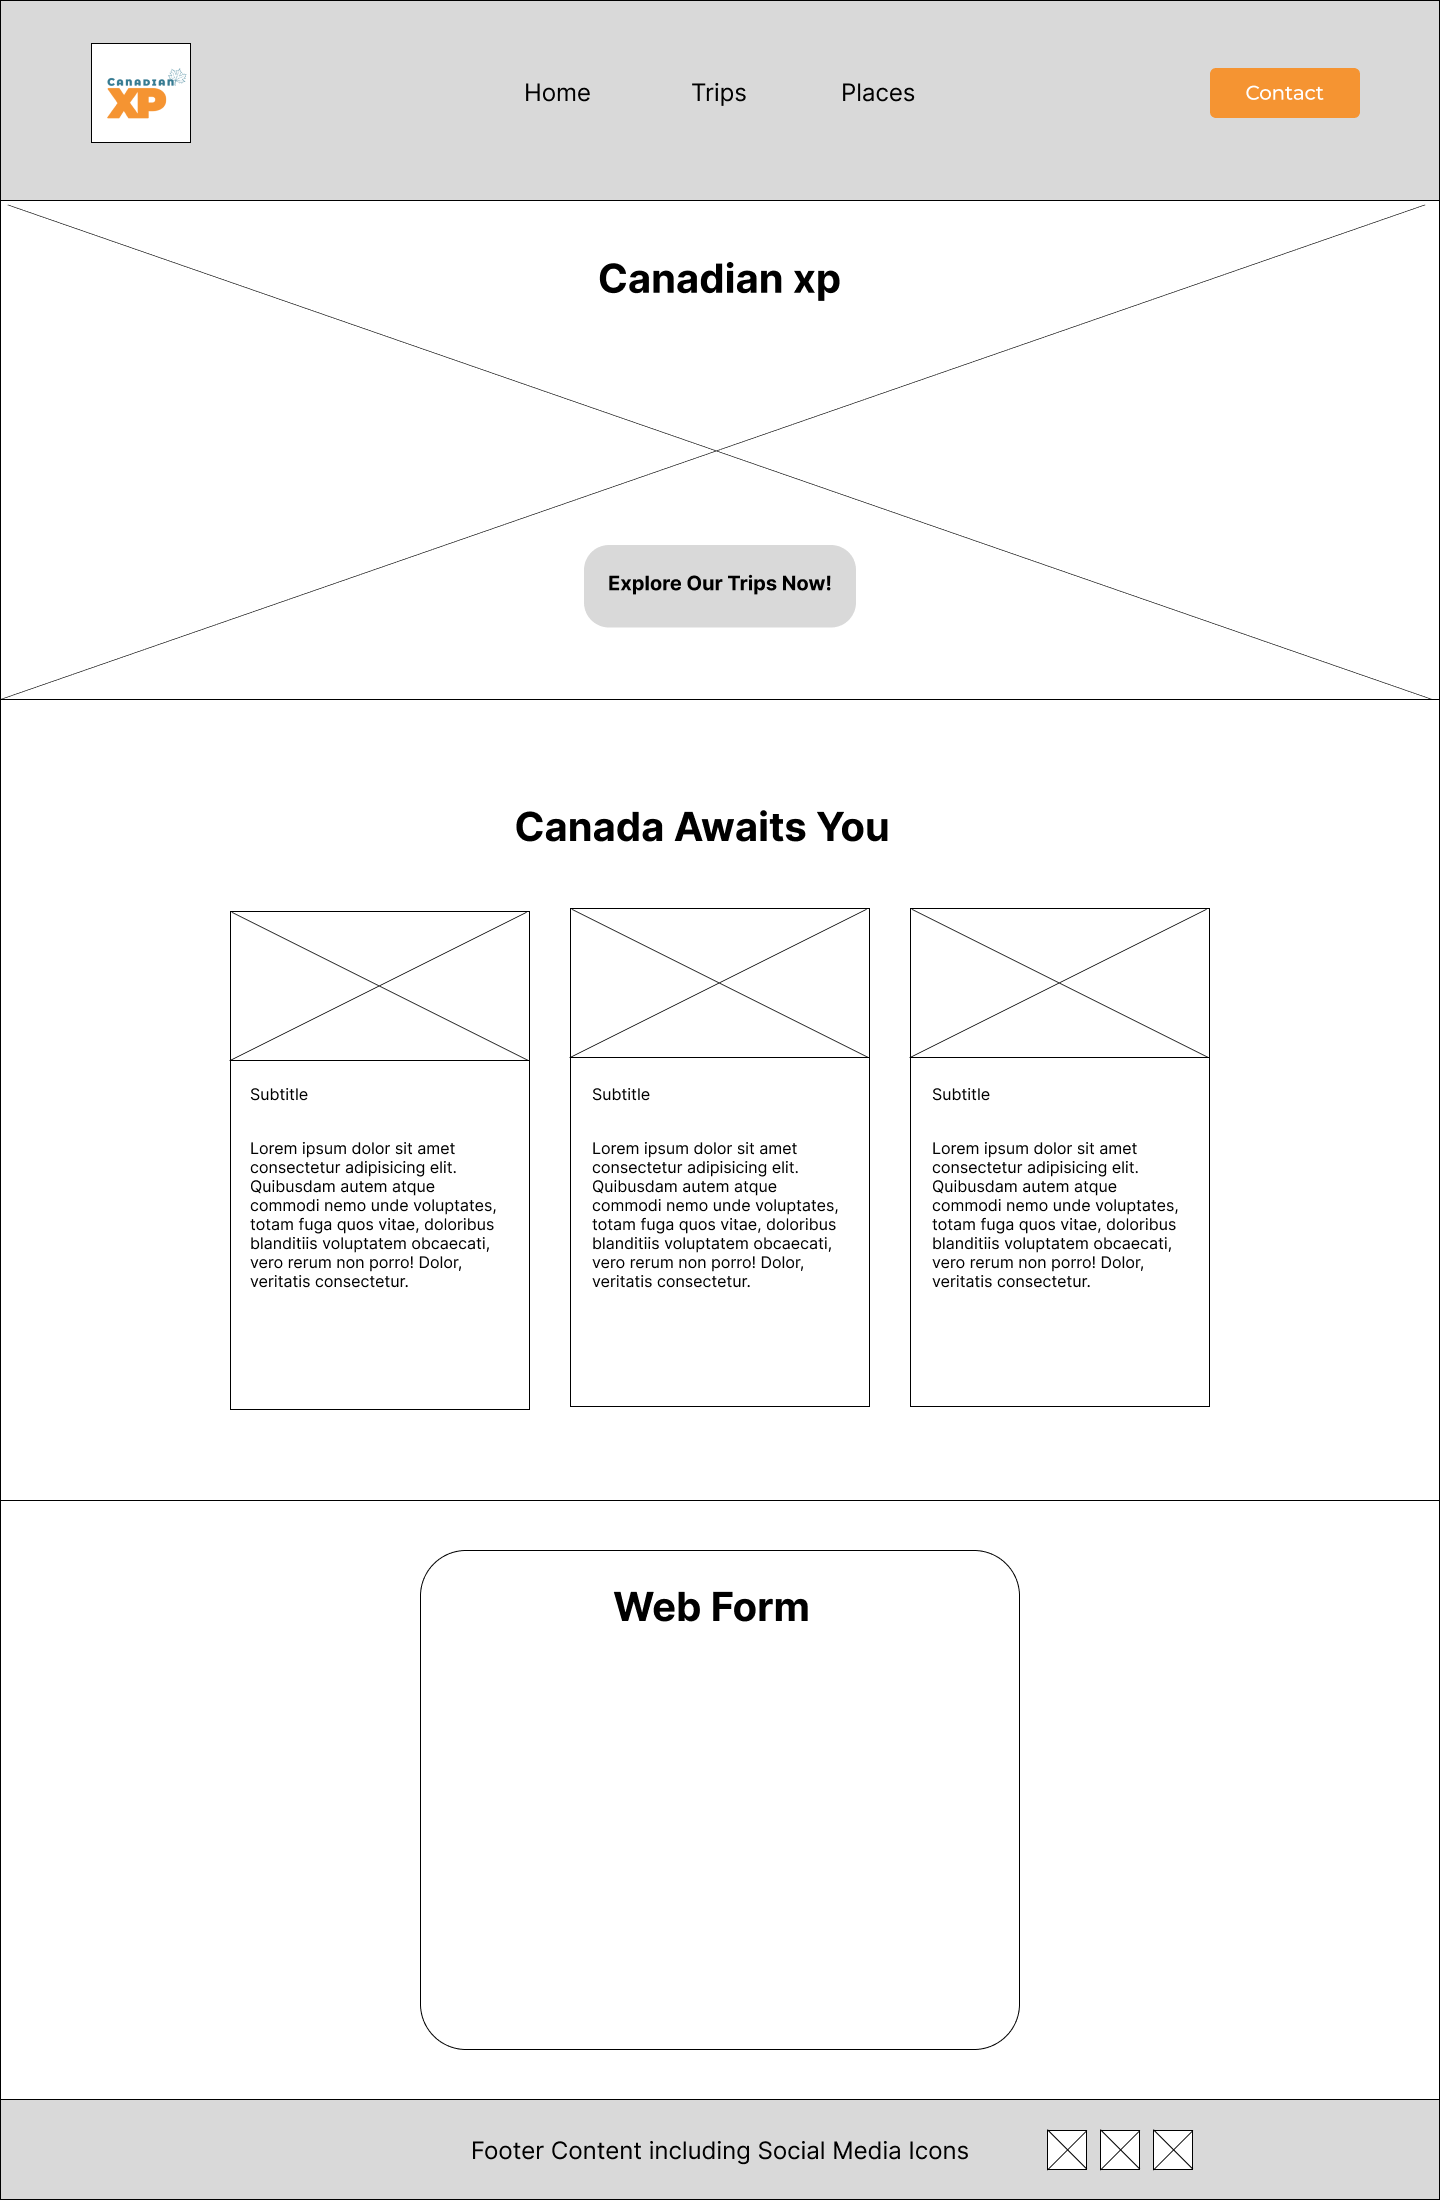 Canadian
XP
Home
Trips
Places
Contact
Canadian xp
Explore Our Trips Now!
Canada Awaits You
Subtitle
Lorem ipsum dolor sit amet
consectetur adipisicing elit.
Quibusdam autem atque
commodi nemo unde voluptates,
totam fuga quos vitae, doloribus
blanditiis voluptatem obcaecati,
vero rerum non porro! Dolor,
veritatis consectetur.
Subtitle
Lorem ipsum dolor sit amet
consectetur adipisicing elit.
Quibusdam autem atque
commodi nemo unde voluptates,
totam fuga quos vitae, doloribus
blanditiis voluptatem obcaecati,
vero rerum non porro! Dolor,
veritatis consectetur.
Subtitle
Lorem ipsum dolor sit amet
consectetur adipisicing elit.
Quibusdam autem atque
commodi nemo unde voluptates,
totam fuga quos vitae, doloribus
blanditiis voluptatem obcaecati,
vero rerum non porro! Dolor,
veritatis consectetur.
Web Form
Footer Content including Social Media Icons